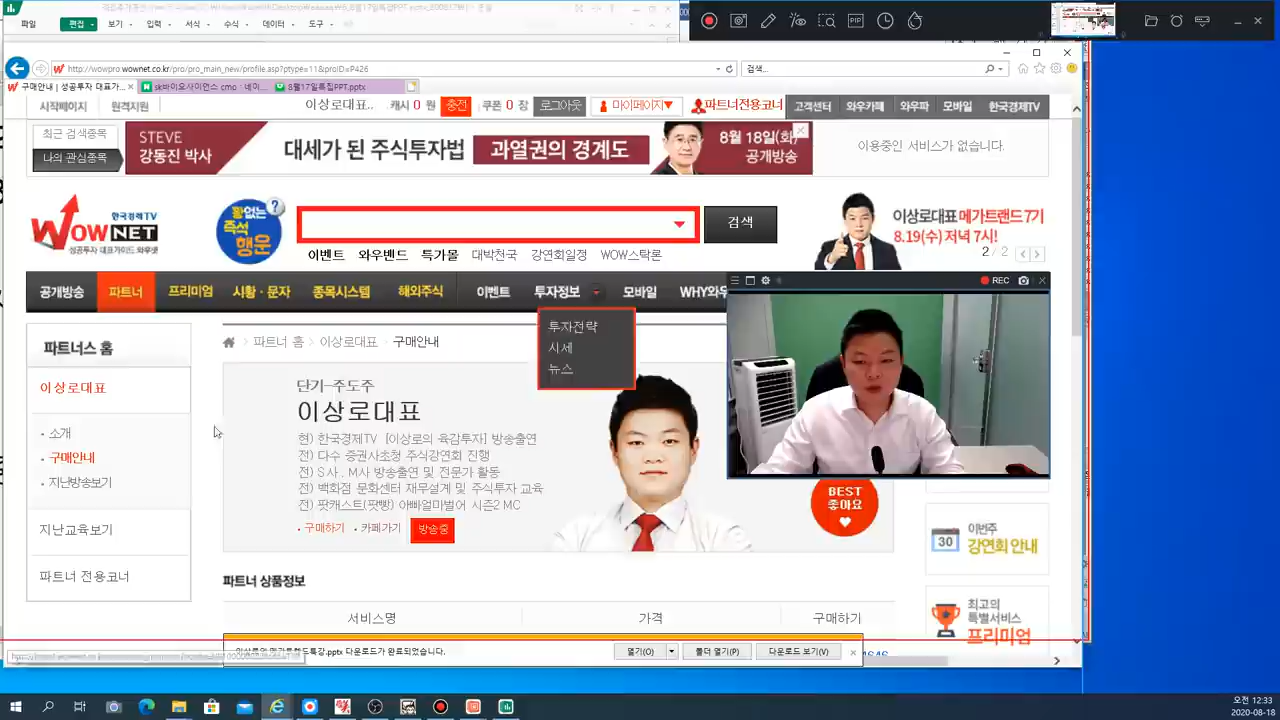 파일
편집
보기
입력
서식
수식
데이터
도구
REC
http://wowpro.wownet.co.kr/pro/pro_main_new/profile.asp?ptype=1180&prop=P429
검색...
구매안내 | 성공투자 대표가...
sk바이오사이언스 cmo : 네이...
8월17일특집PPT.pptx
시작페이지
원격지원
이상로대표..
캐시 0 원
충전
쿠폰 0 장
로그아웃
마이페이지▼
파트너전용코너
고객센터
와우카페
와우파
모바일
한국경제TV
최근 검색종목
나의 관심종목
STEVE
강동진 박사
대세가 된 주식투자법
과열권의 경계도
8월 18일(화)
공개방송
이용중인 서비스가 없습니다.
한국경제TV
WOWNET
성공투자 대표가이드 와우넷
황없는 즉석 행운
검색
이벤트
와우밴드
특가몰
대박천국
강연회일정
WOW스탁론
이상로대표 메가트랜드 7기
8.19(수) 저녁 7시!
2 / 2
공개방송
파트너
프리미엄
시황·문자
증권시스템
해외주식
이벤트
투자정보
모바일
WHY와우
투자전략
시세
뉴스
파트너스 홈
이상로대표
· 소개
· 구매안내
· 지난방송보기
지난교육보기
파트너 전용코너
파트너 홈 > 이상로대표 > 구매안내
단기-주도주
이상로대표
현) 한국경제TV [이상로의 육감투자] 방송출연
전) 다수 증권사초청 주식강연회 진행
전) S사 . M사 방송출연 및 전문가 활동
전) 백화점 문화센터 재무설계 및 주식투자 교육
전) 팟캐스트(팟빵) 아빠엄마벌어 시즌2 MC
· 구매하기
· 카페가기
방송중
BEST
좋아요
30
이번주
강연회 안내
최고의
특별서비스
프리미엄
파트너 상품정보
서비스명
가격
구매하기
열기(O)
폴더 열기(P)
다운로드 보기(V)
오전 12:33
2020-08-18